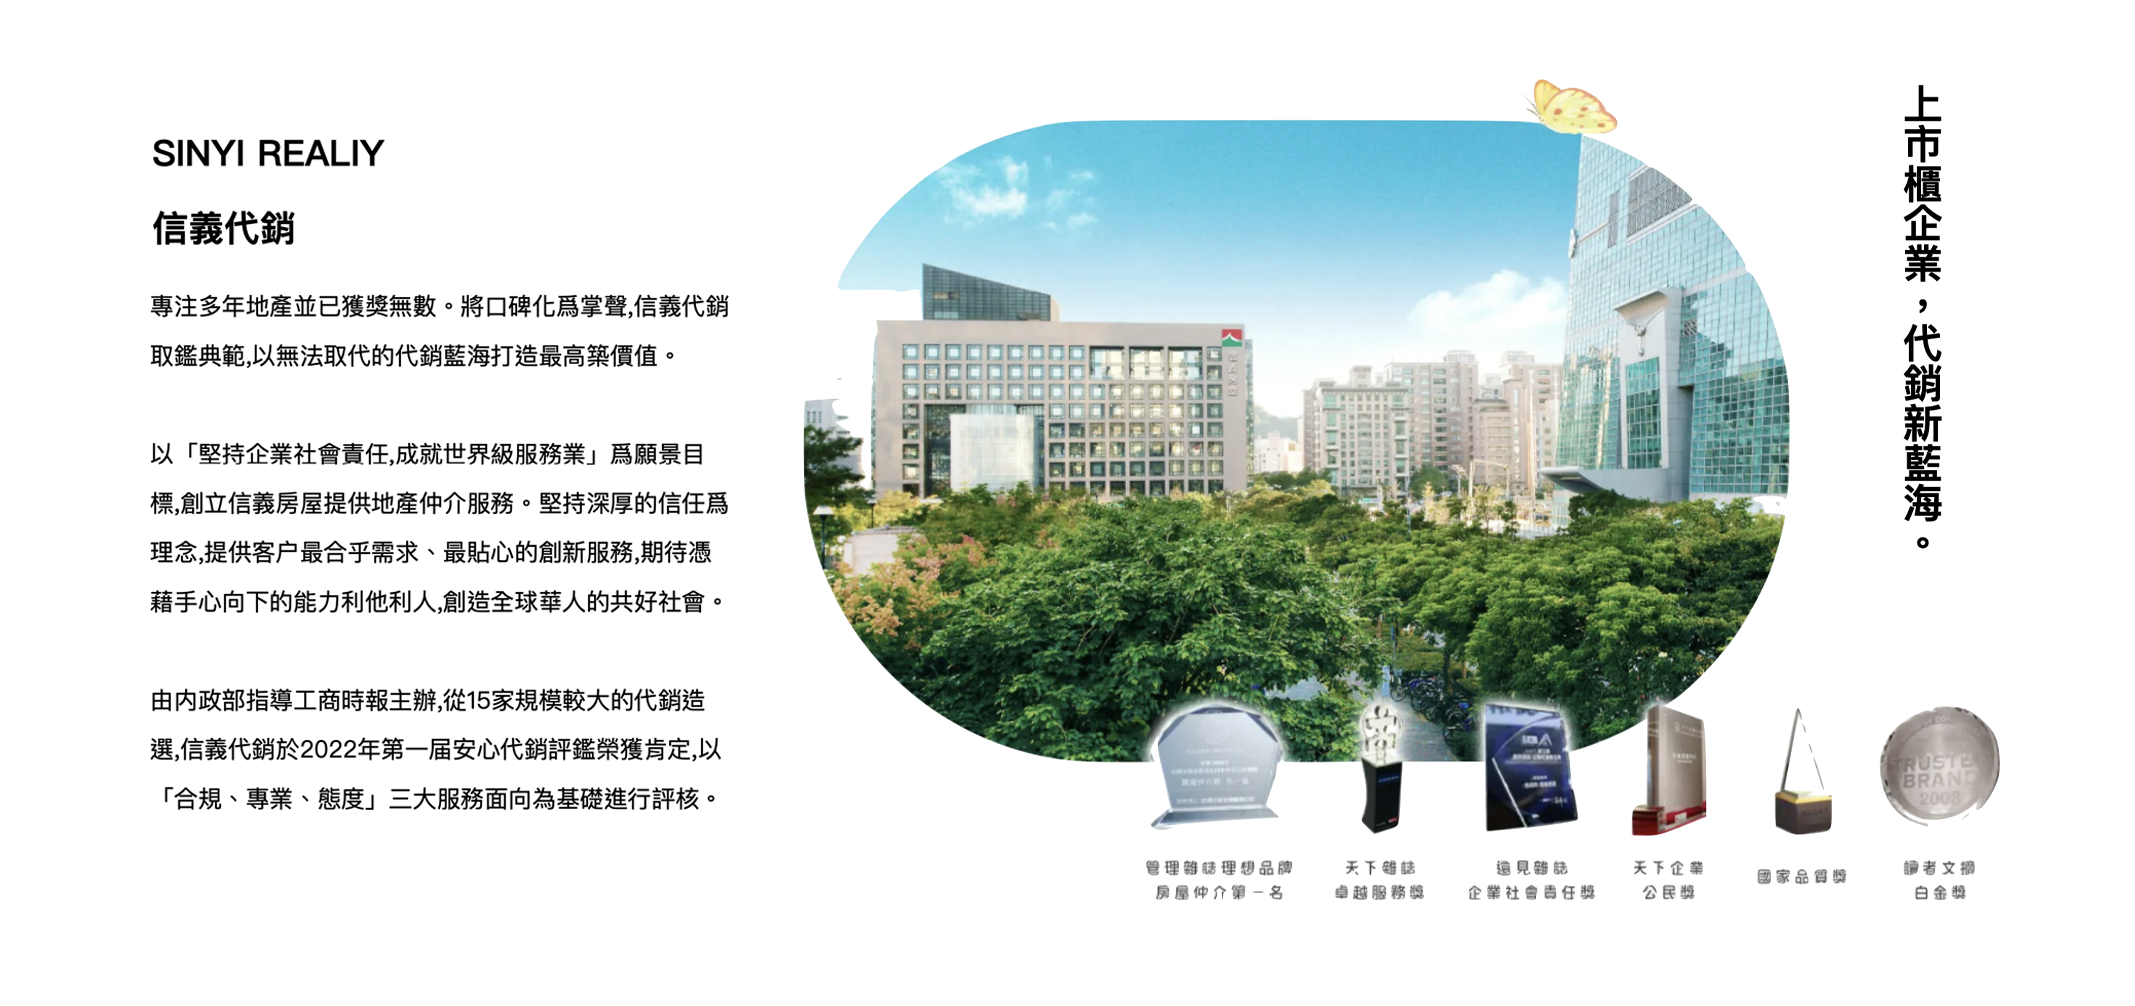 SINYI REALIY
信義代銷
專注多年地產並已獲獎無數。將口碑化爲掌聲,信義代銷
取鑑典範,以無法取代的代銷藍海打造最高築價值。
以「堅持企業社會責任,成就世界級服務業」爲願景目
標,創立信義房屋提供地產仲介服務。堅持深厚的信任爲
理念,提供客户最合乎需求、最貼心的創新服務,期待憑
藉手心向下的能力利他利人,創造全球華人的共好社會。
由内政部指導工商時報主辦,從15家規模較大的代銷造
選,信義代銷於2022年第一届安心代銷評鑑榮獲肯定,以
「合規、專業、態度」三大服務面向為基礎進行評核。
上市櫃企業，代銷新藍海。
TRUSTE
BRAND
2008
管理雜誌理想品牌
房屋仲介第一名
天下雜誌
卓越服務獎
遠見雜誌
企業社會責任獎
天下企業
公民獎
國家品質獎
讀者文摘
白金獎